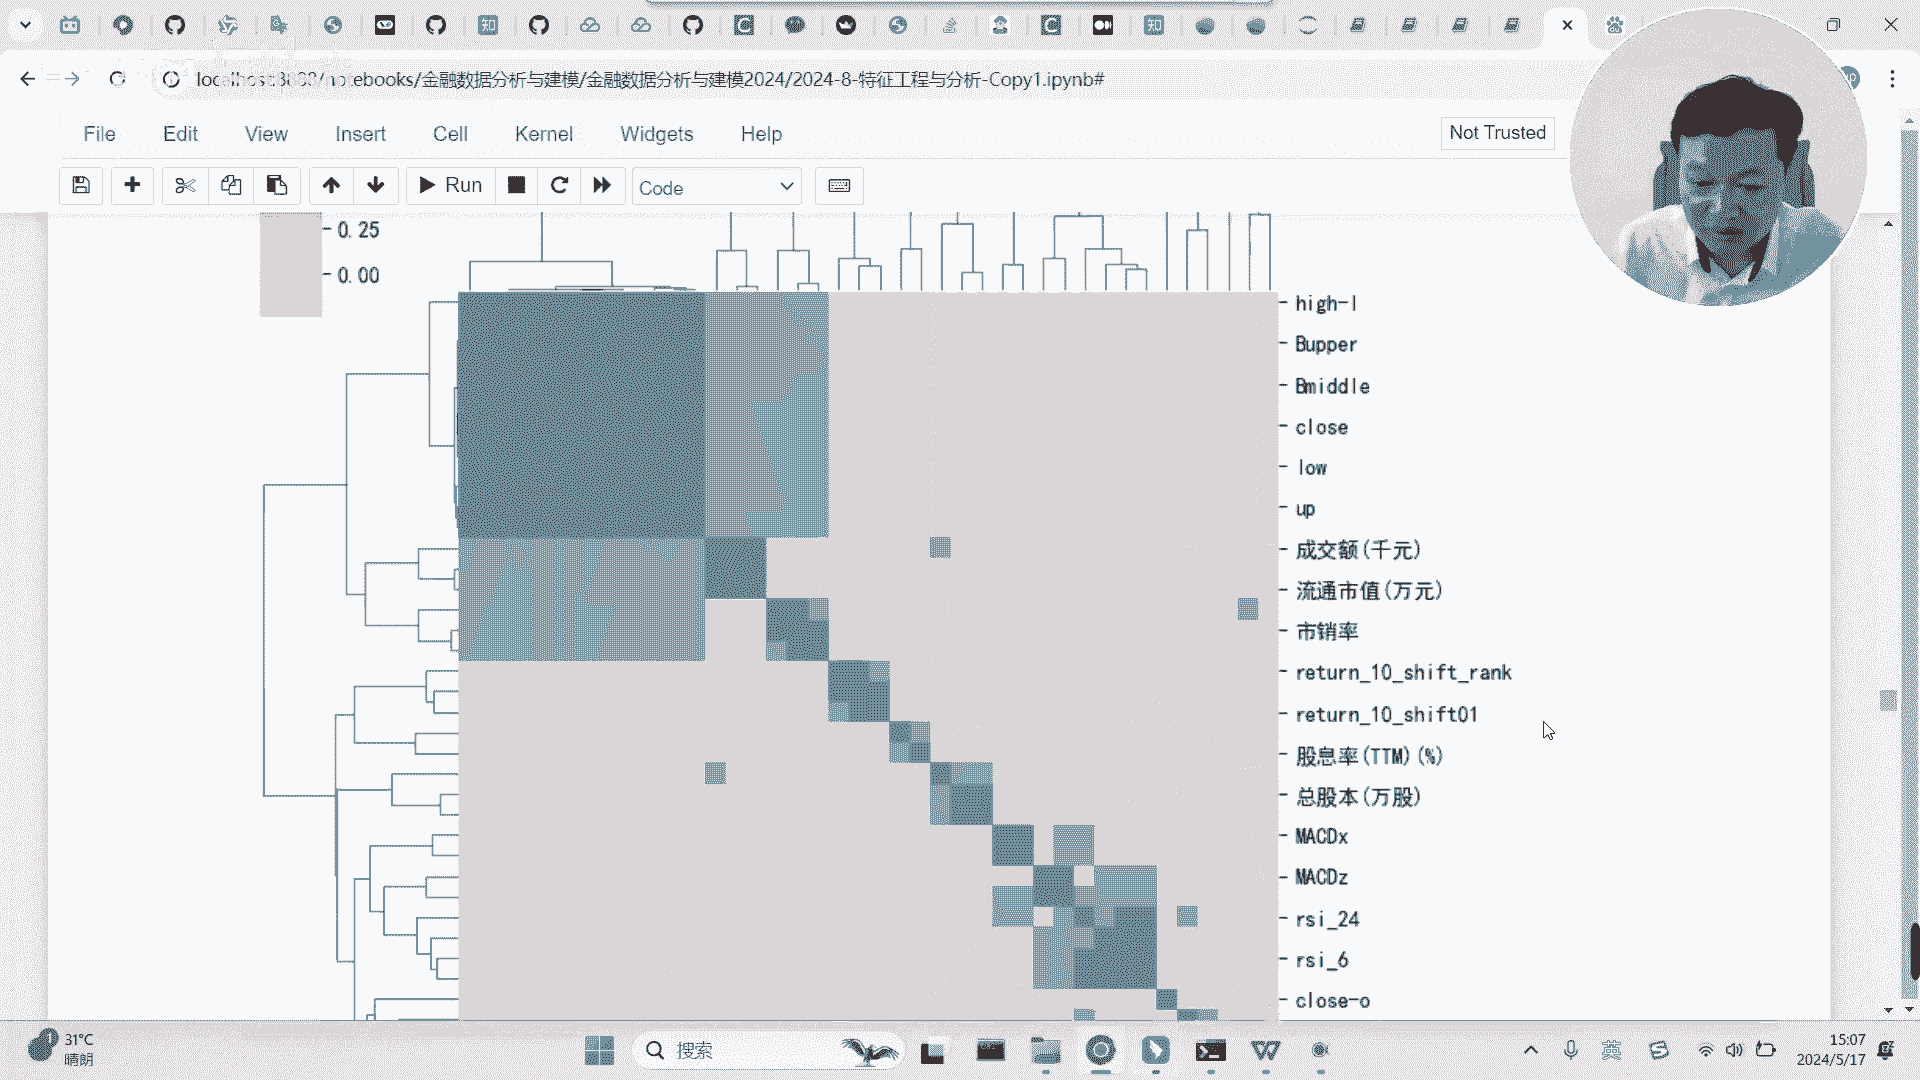 localhost:8888/notebooks/金融数据分析与建模/金融数据分析与建模2024/2024-8-特征工程与分析-Copy1.ipynb#
File Edit View Insert Cell Kernel Widgets Help
Not Trusted
Run
Code
0.25
0.00
high-l
Bupper
Bmiddle
close
low
up
成交额(千元)
流通市值(万元)
市销率
return_10_shift_rank
return_10_shift01
股息率(TTM)(%)
总股本(万股)
MACDx
MACDz
rsi_24
rsi_6
close-o
31°C
晴朗
搜索
英
15:07
2024/5/17